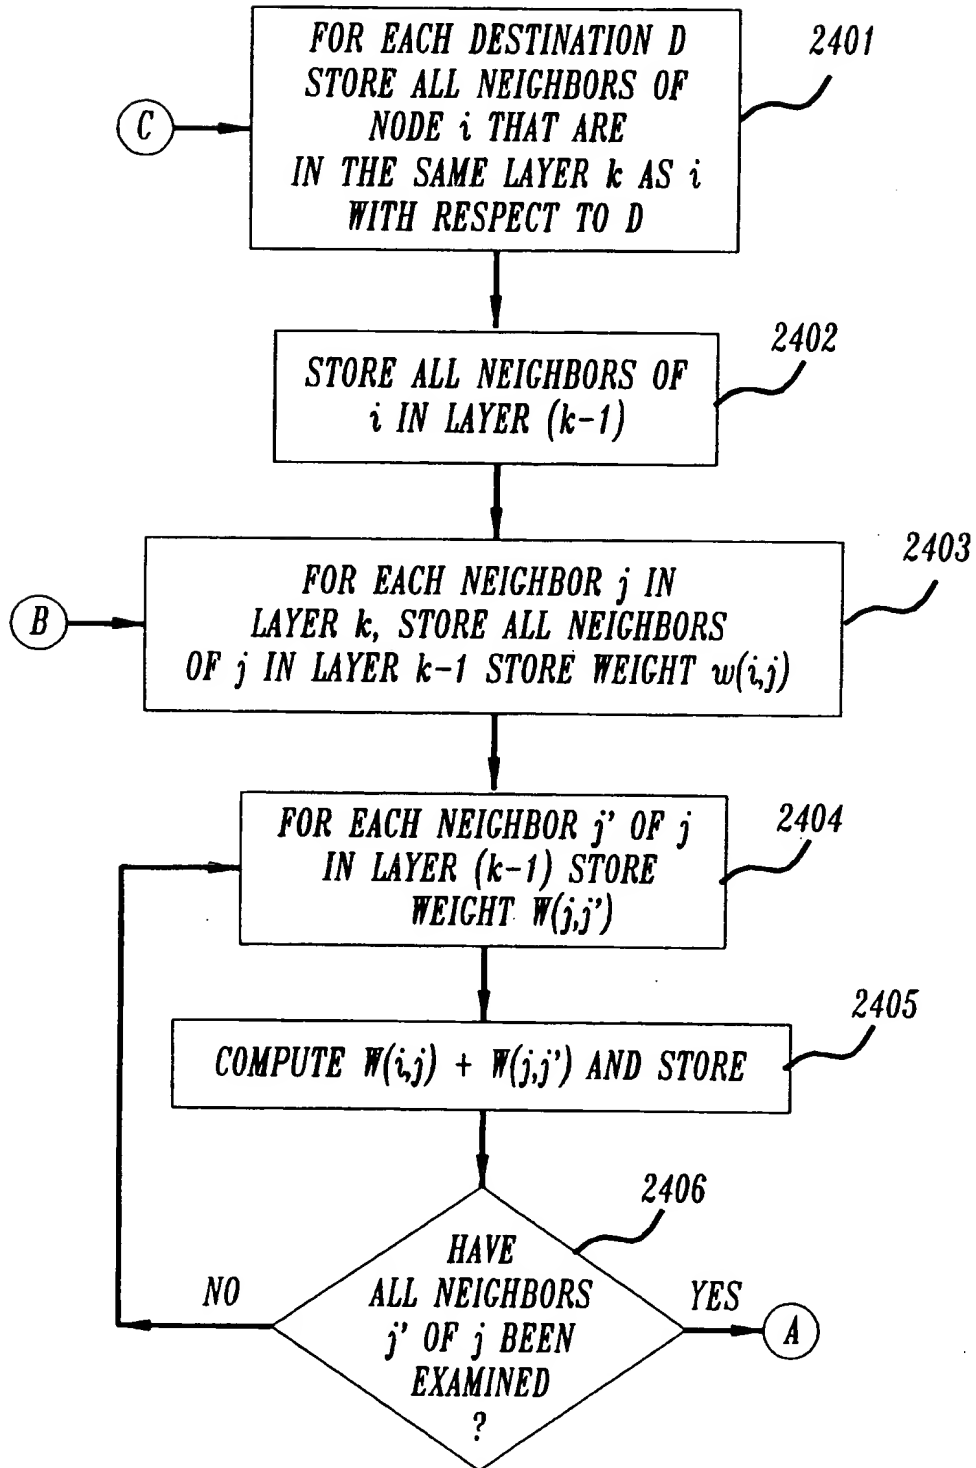 FOR EACH DESTINATION D
STORE ALL NEIGHBORS OF
NODE i THAT ARE
IN THE SAME LAYER k AS i
WITH RESPECT TO D
2401
C
STORE ALL NEIGHBORS OF
i IN LAYER (k-1)
2402
FOR EACH NEIGHBOR j IN
LAYER k, STORE ALL NEIGHBORS
OF j IN LAYER k-1 STORE WEIGHT w(i,j)
2403
B
FOR EACH NEIGHBOR j' OF j
IN LAYER (k-1) STORE
WEIGHT W(j,j')
2404
COMPUTE W(i,j) + W(j,j') AND STORE
2405
HAVE
ALL NEIGHBORS
j' OF j BEEN
EXAMINED
?
2406
NO
YES
A